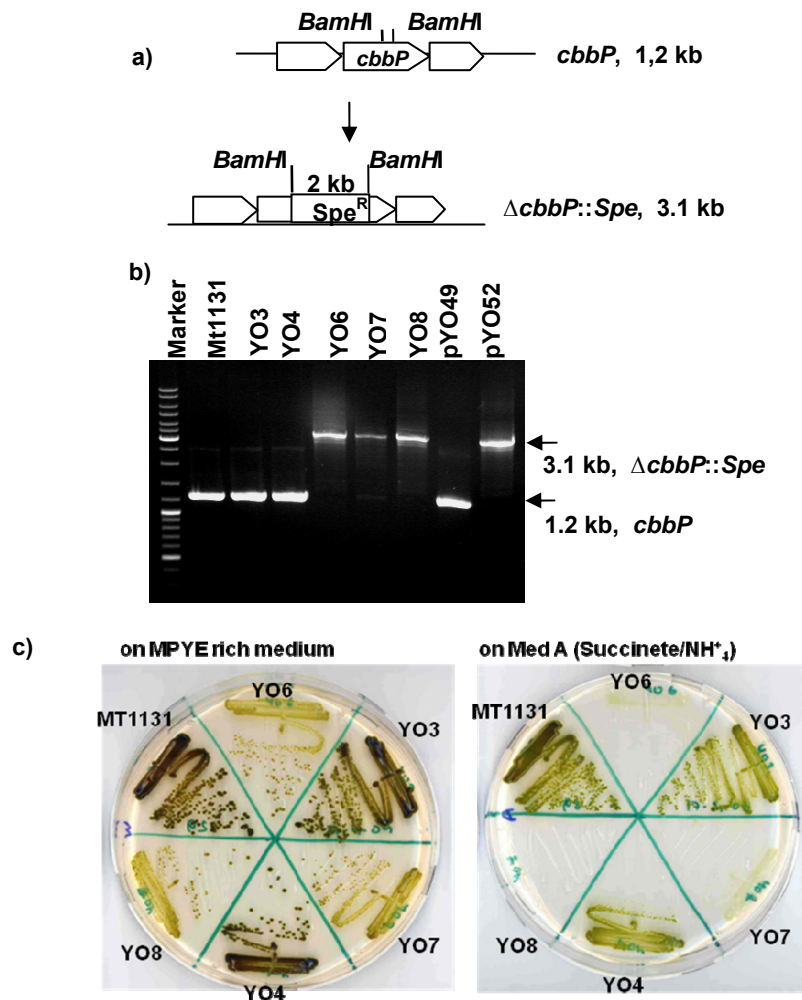 a)
BamHI BamHI
cbbP
cbbP, 1,2 kb
BamHI BamHI
2 kb
Spe^R
ΔcbbP::Spe, 3.1 kb
b)
Marker
Mt1131
YO3
YO4
YO6
YO7
YO8
pYO49
pYO52
3.1 kb, ΔcbbP::Spe
1.2 kb, cbbP
c)
on MPYE rich medium
YO6
MT1131
YO3
YO8
YO7
YO4
on Med A (Succinete/NH⁺₄)
YO6
MT1131
YO3
YO8
YO7
YO4